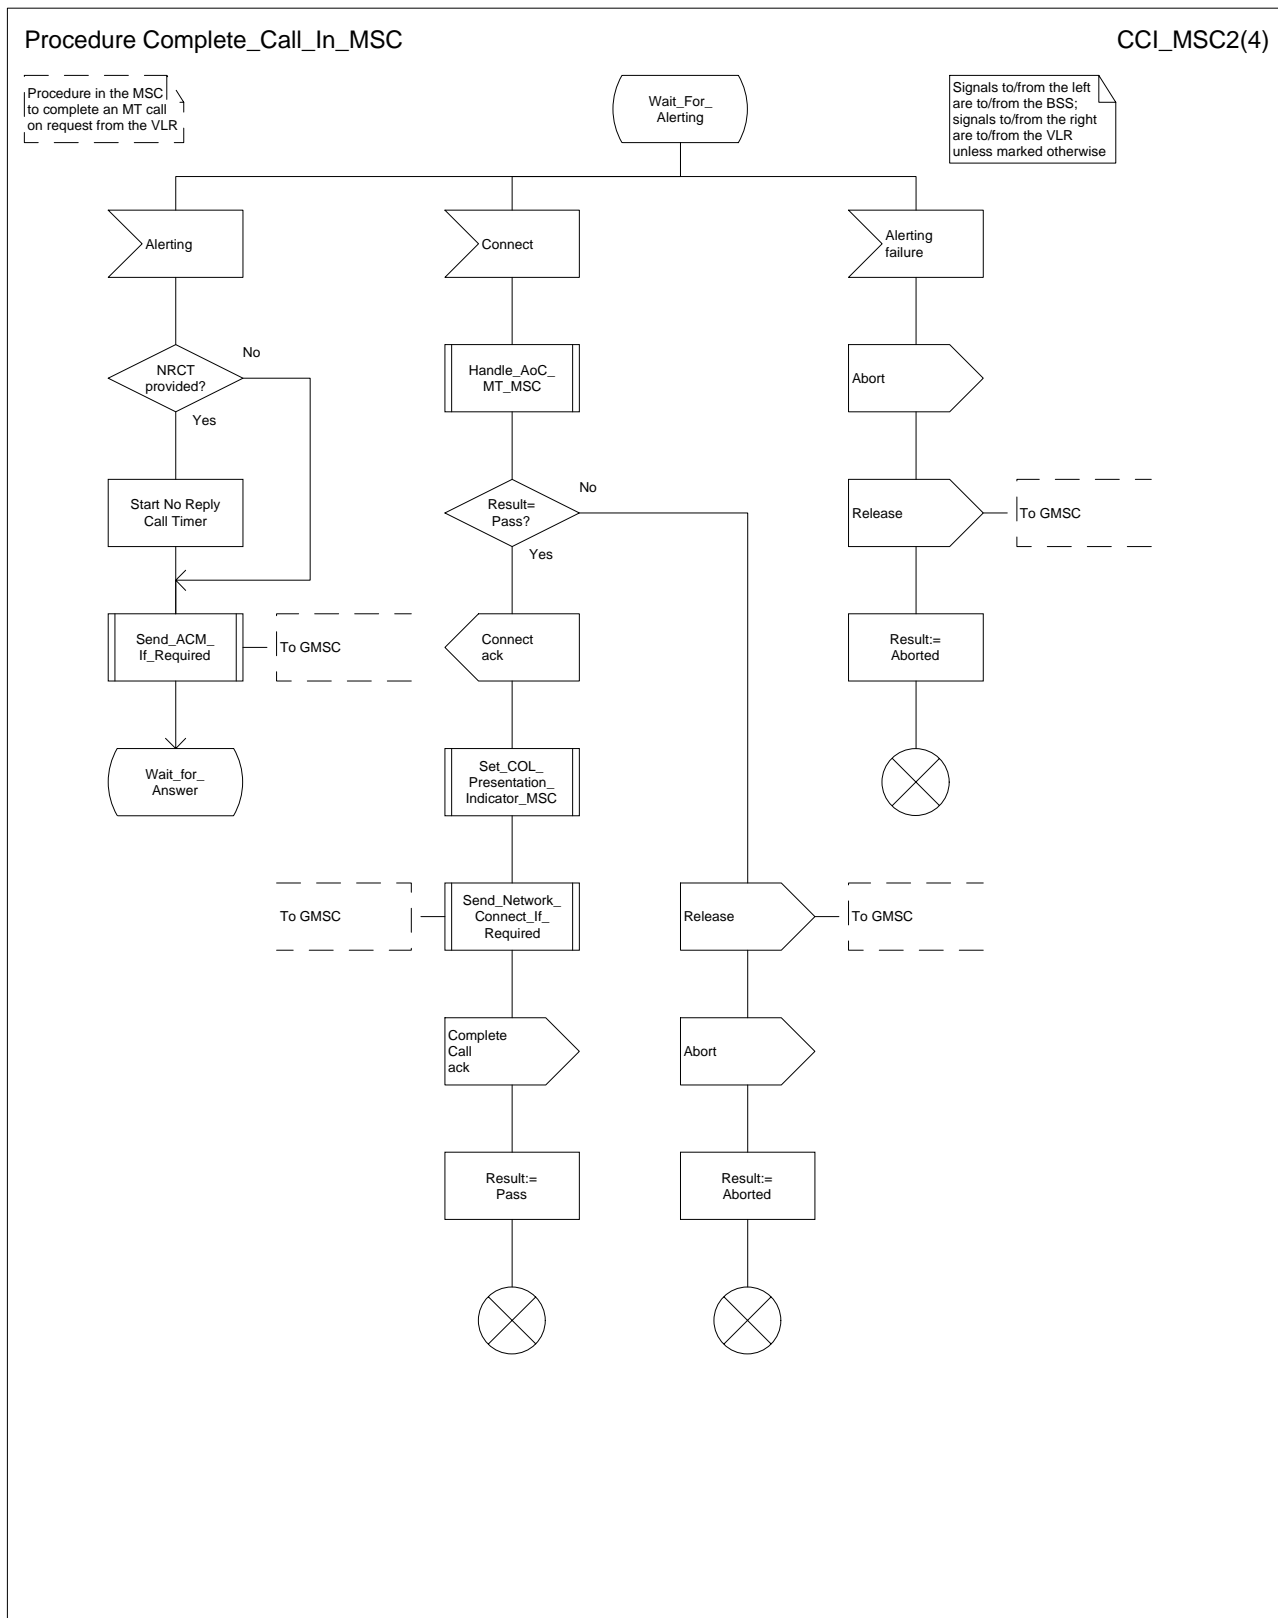 Procedure Complete_Call_In_MSC
CCI_MSC2(4)
Procedure in the MSC
to complete an MT call
on request from the VLR
Wait_For_
Alerting
Signals to/from the left
are to/from the BSS;
signals to/from the right
are to/from the VLR
unless marked otherwise
Alerting
Connect
Alerting
failure
NRCT
provided?
No
Yes
Handle_AoC_
MT_MSC
Abort
Start No Reply
Call Timer
Result=
Pass?
No
Yes
Release
To GMSC
Send_ACM_
If_Required
To GMSC
Connect
ack
Result:=
Aborted
Wait_for_
Answer
Set_COL_
Presentation_
Indicator_MSC
To GMSC
Send_Network_
Connect_If_
Required
Release
To GMSC
Complete
Call
ack
Abort
Result:=
Pass
Result:=
Aborted